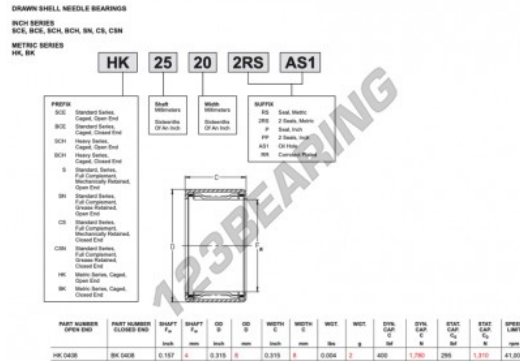 DRAWN SHELL NEEDLE BEARINGS
INCH SERIES
SCE, BCE, SCH, BCH, SN, CS, CSN
METRIC SERIES
HK, BK
HK 25 20 2RS AS1
PREFIX
SCE Standard Series, Caged, Open End
BCE Standard Series, Caged, Closed End
SCH Heavy Series, Caged, Open End
BCH Heavy Series, Caged, Closed End
S Standard Series, Full Complement, Mechanically Retained, Open End
SN Standard Series, Full Complement, Grease Retained, Open End
CS Standard Series, Full Complement, Mechanically Retained, Closed End
CSN Standard Series, Full Complement, Grease Retained, Closed End
HK Metric Series, Caged, Open End
BK Metric Series, Caged, Closed End
Shaft
Millimeters
Sixteenths
Of An Inch
Width
Millimeters
Sixteenths
Of An Inch
SUFFIX
RS Seal, Metric
2RS 2 Seals, Metric
P Seal, Inch
PP 2 Seals, Inch
AS1 Oil Hole
RR Corrosion Plated
C
D
F
123BEARING
PART NUMBER OPEN END PART NUMBER CLOSED END SHAFT SHAFT OD D OD D WIDTH C WIDTH C WGT. WGT. DYN. CAP. C DYN. CAP. C STAT. CAP. STAT. CAP. SPEED LIMIT
inch mm inch mm inch mm lbs g lbf N lbf N rpm
HK 0408 BK 0408 0.157 4 0.315 8 0.315 8 0.004 2 400 1,780 295 1,310